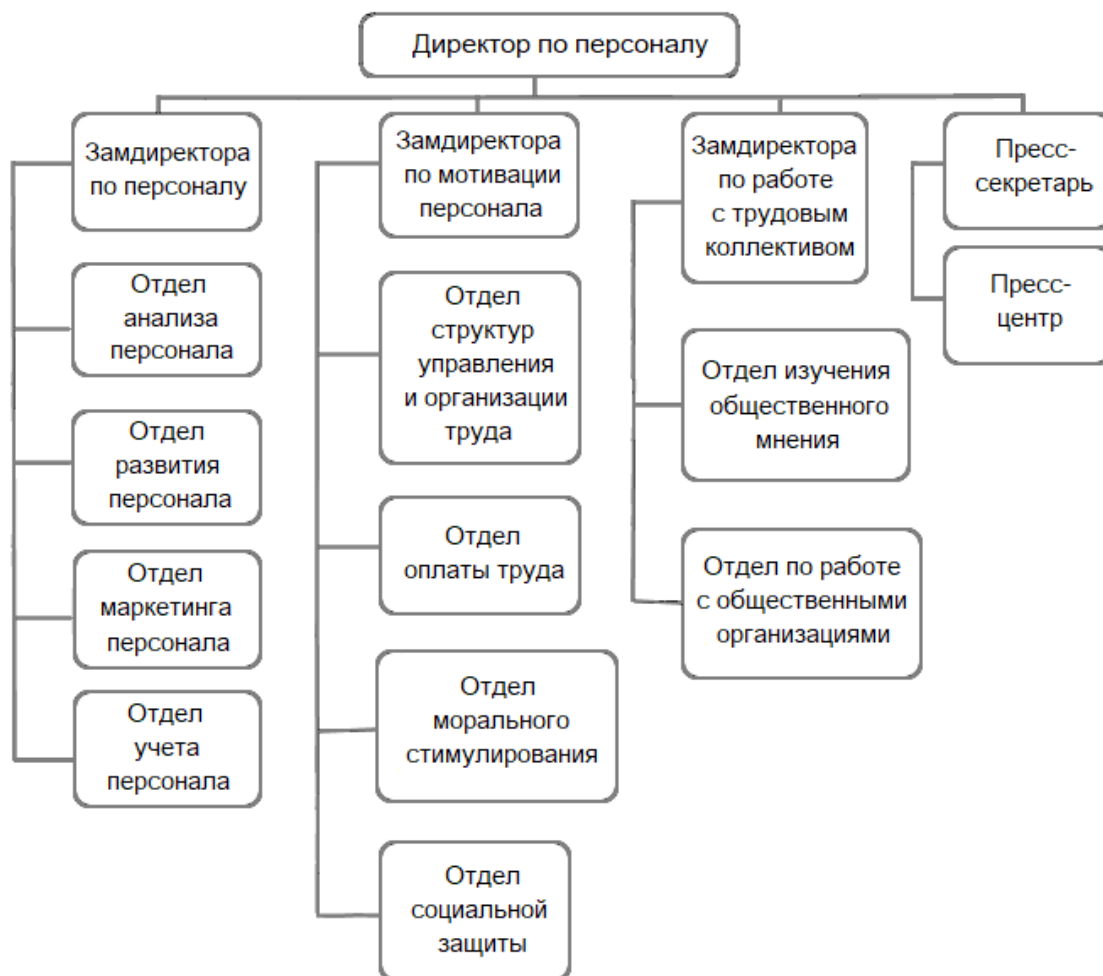 Директор по персоналу
Замдиректора
по персоналу
Отдел
анализа
персонала
Отдел
развития
персонала
Отдел
маркетинга
персонала
Отдел
учета
персонала
Замдиректора
по мотивации
персонала
Отдел
структур
управления
и организации
труда
Отдел
оплаты труда
Отдел
морального
стимулирования
Отдел
социальной
защиты
Замдиректора
по работе
с трудовым
коллективом
Отдел изучения
общественного
мнения
Отдел по работе
с общественными
организациями
Пресс-
секретарь
Пресс-
центр